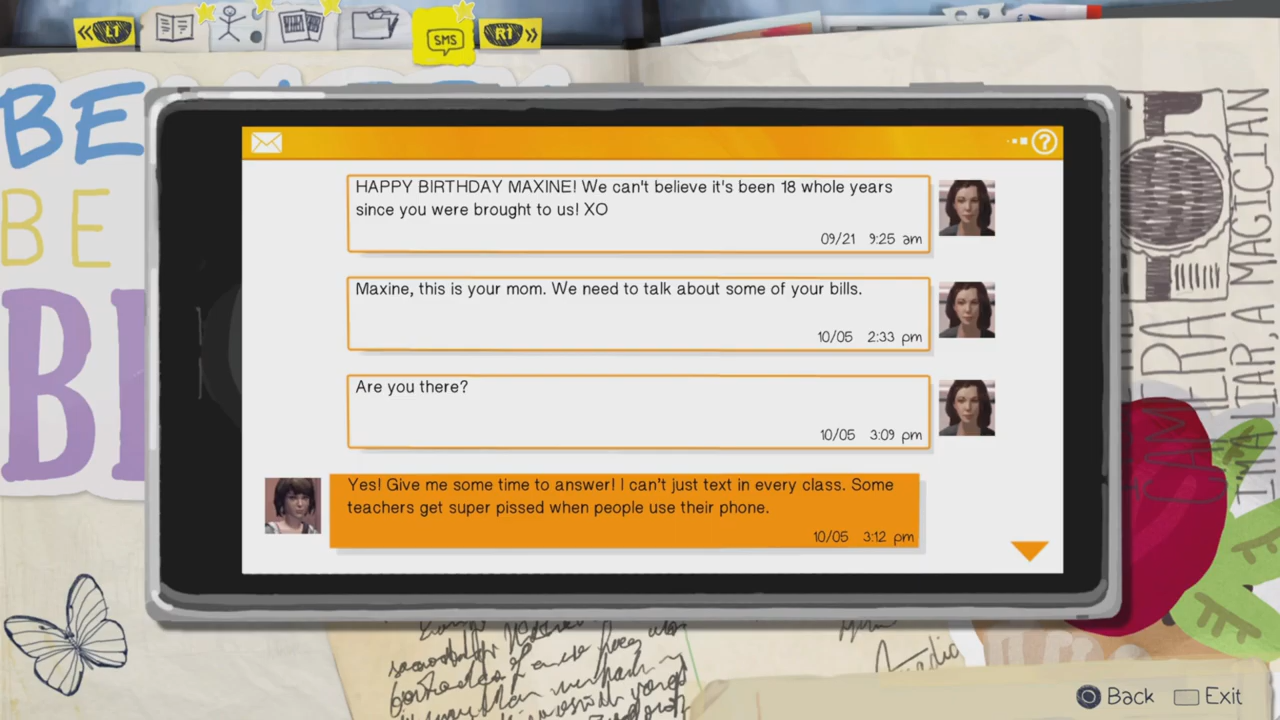 L1
SMS
R1
BE
BE
B
?
HAPPY BIRTHDAY MAXINE! We can't believe it's been 18 whole years
since you were brought to us! XO
09/21 9:25 am
Maxine, this is your mom. We need to talk about some of your bills.
10/05 2:33 pm
Are you there?
10/05 3:09 pm
Yes! Give me some time to answer! I can't just text in every class. Some
teachers get super pissed when people use their phone.
10/05 3:12 pm
CAMERA
LIAR, A MAGICIAN
Back
Exit